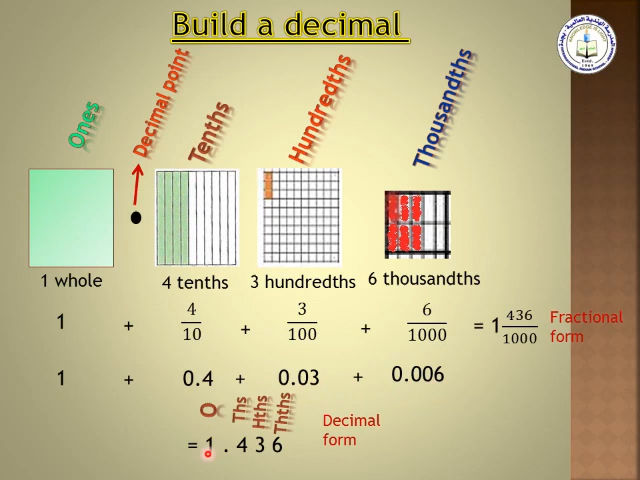 Build a decimal
Ones
Decimal point
Tenths
Hundredths
Thousandths
1 whole
4 tenths
3 hundredths
6 thousandths
1 + 4/10 + 3/100 + 6/1000 = 1 436/1000
Fractional
form
1 + 0.4 + 0.03 + 0.006
O Ths Hths Thths
= 1 . 4 3 6
Decimal
form